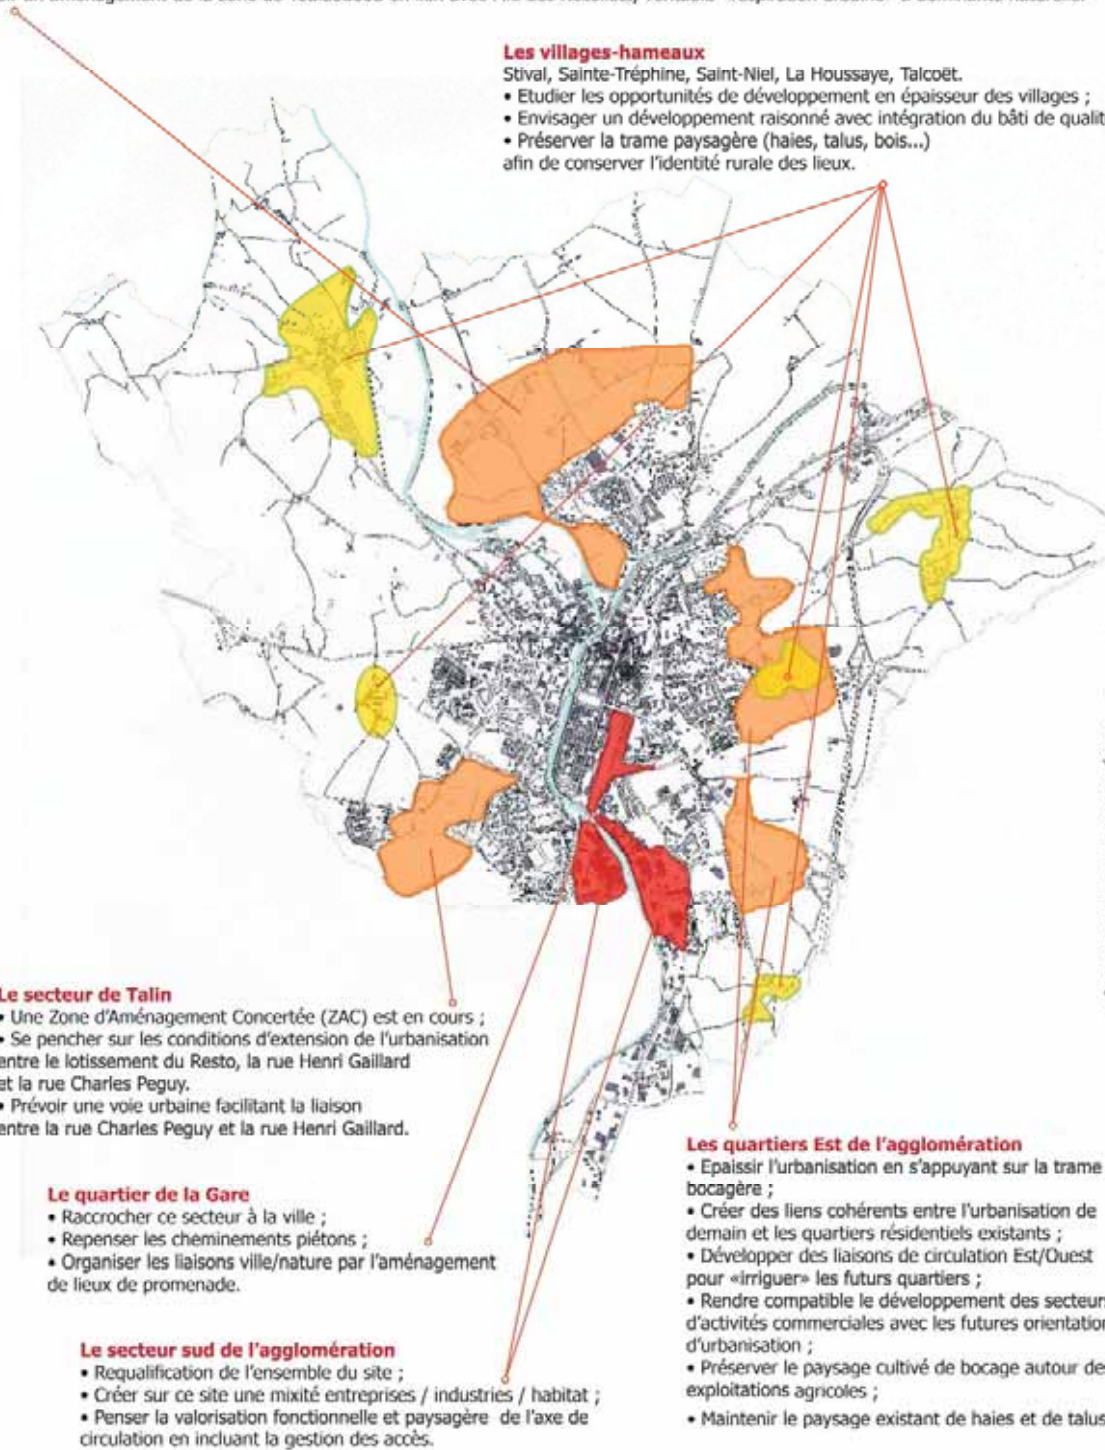 un aménagement de la zone de
Les villages-hameaux
Stival, Sainte-Tréphine, Saint-Niel, La Houssaye, Talcoët.
• Etudier les opportunités de développement en épaisseur des villages ;
• Envisager un développement raisonné avec intégration du bâti de qualit
• Préserver la trame paysagère (haies, talus, bois...)
afin de conserver l'identité rurale des lieux.
Le secteur de Talin
• Une Zone d'Aménagement Concertée (ZAC) est en cours ;
• Se pencher sur les conditions d'extension de l'urbanisation
entre le lotissement du Resto, la rue Henri Gaillard
et la rue Charles Peguy.
• Prévoir une voie urbaine facilitant la liaison
entre la rue Charles Peguy et la rue Henri Gaillard.
Le quartier de la Gare
• Raccrocher ce secteur à la ville ;
• Repenser les cheminements piétons ;
• Organiser les liaisons ville/nature par l'aménagement
de lieux de promenade.
Le secteur sud de l'agglomération
• Requalification de l'ensemble du site ;
• Créer sur ce site une mixité entreprises / industries / habitat ;
• Penser la valorisation fonctionnelle et paysagère de l'axe de
circulation en incluant la gestion des accès.
Les quartiers Est de l'agglomération
• Epaissir l'urbanisation en s'appuyant sur la trame
bocagère ;
• Créer des liens cohérents entre l'urbanisation de
demain et les quartiers résidentiels existants ;
• Développer des liaisons de circulation Est/Ouest
pour «irriguer» les futurs quartiers ;
• Rendre compatible le développement des secteurs
d'activités commerciales avec les futures orientation
d'urbanisation ;
• Préserver le paysage cultivé de bocage autour de
exploitations agricoles ;
• Maintenir le paysage existant de haies et de talus